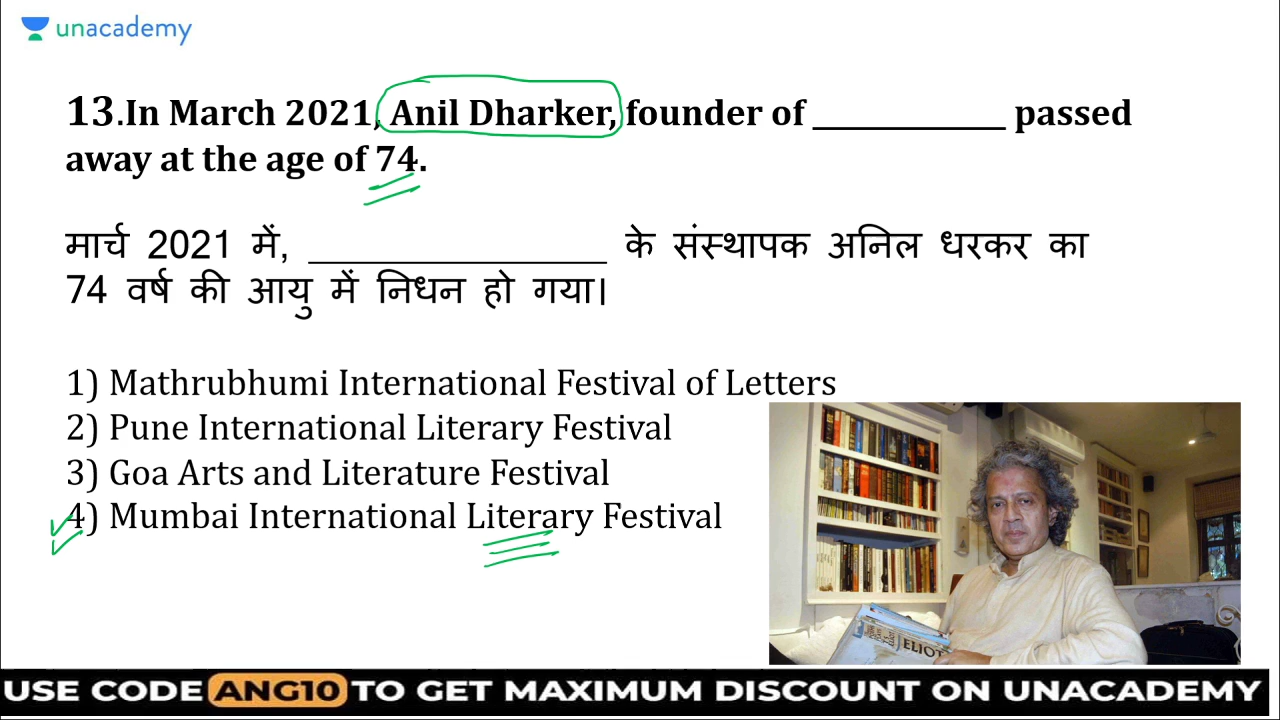 unacademy
13.In March 2021, Anil Dharker, founder of ______________ passed
away at the age of 74.
मार्च 2021 में, ________________ के संस्थापक अनिल धरकर का
74 वर्ष की आयु में निधन हो गया।
1) Mathrubhumi International Festival of Letters
2) Pune International Literary Festival
3) Goa Arts and Literature Festival
4) Mumbai International Literary Festival
ELIOT
USE CODE ANG10 TO GET MAXIMUM DISCOUNT ON UNACADEMY